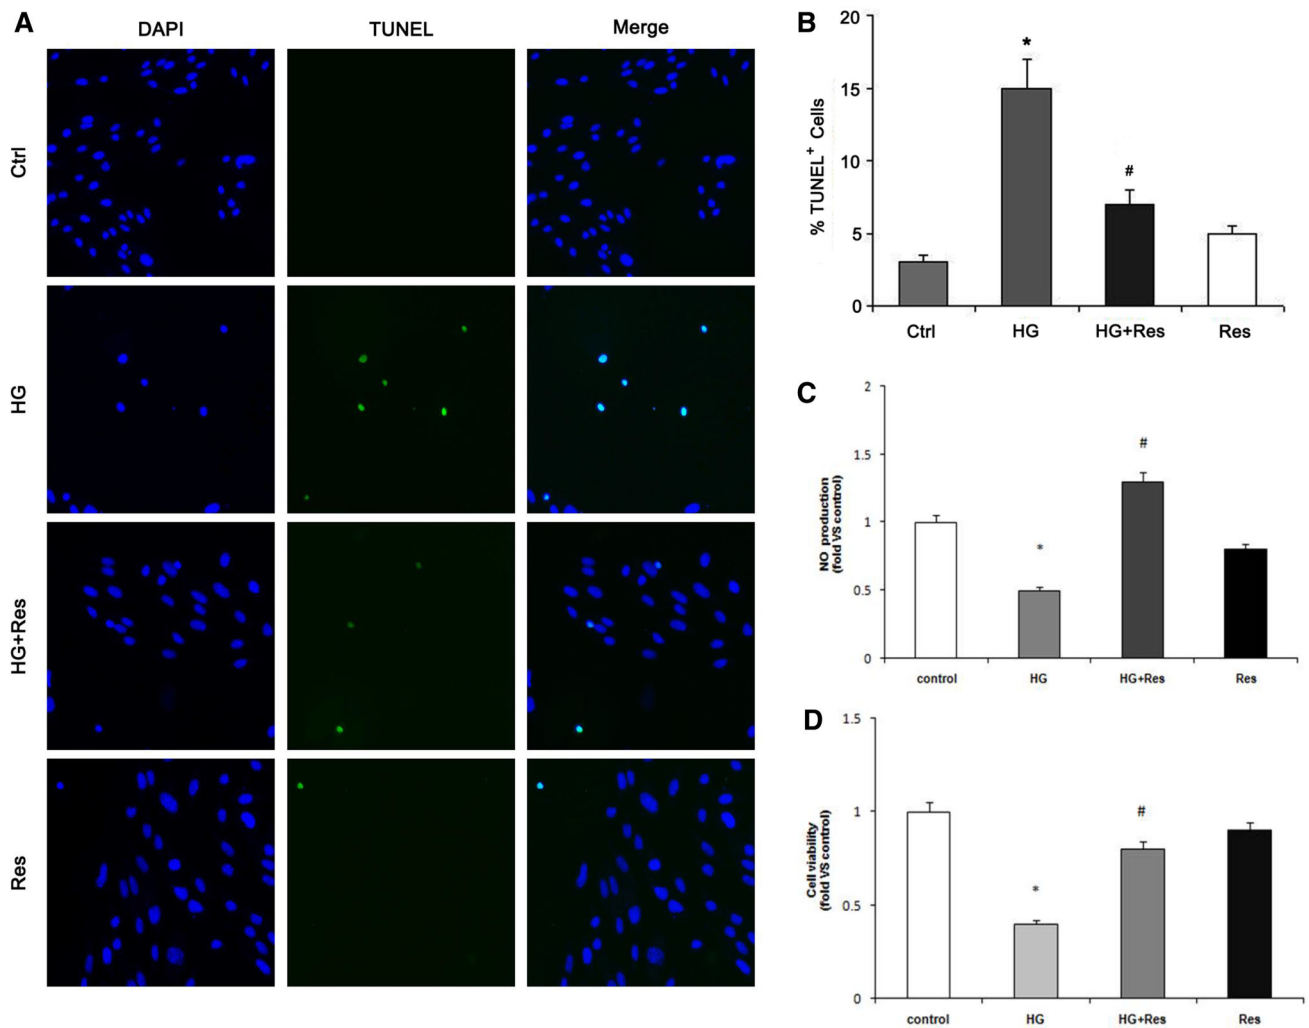 A
DAPI
TUNEL
Merge
Ctrl
HG
HG+Res
Res
B
% TUNEL+ Cells
20
15
10
5
0
*
#
Ctrl
HG
HG+Res
Res
C
NO production
(fold VS control)
2
1.5
1
0.5
0
*
#
control
HG
HG+Res
Res
D
Cell viability
(fold VS control)
1.5
1
0.5
0
*
#
control
HG
HG+Res
Res